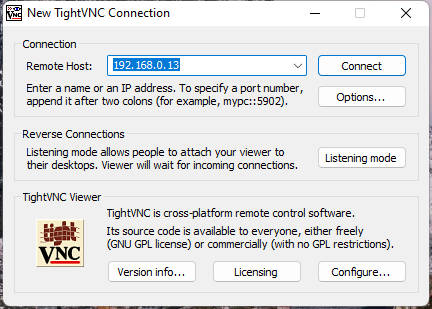 New TightVNC Connection
Connection
Remote Host:
192.168.0.13
Connect
Enter a name or an IP address. To specify a port number,
append it after two colons (for example, mypc::5902).
Options...
Reverse Connections
Listening mode allows people to attach your viewer to
their desktops. Viewer will wait for incoming connections.
Listening mode
TightVNC Viewer
tight
VNC
TightVNC is cross-platform remote control software.
Its source code is available to everyone, either freely
(GNU GPL license) or commercially (with no GPL restrictions).
Version info...
Licensing
Configure...